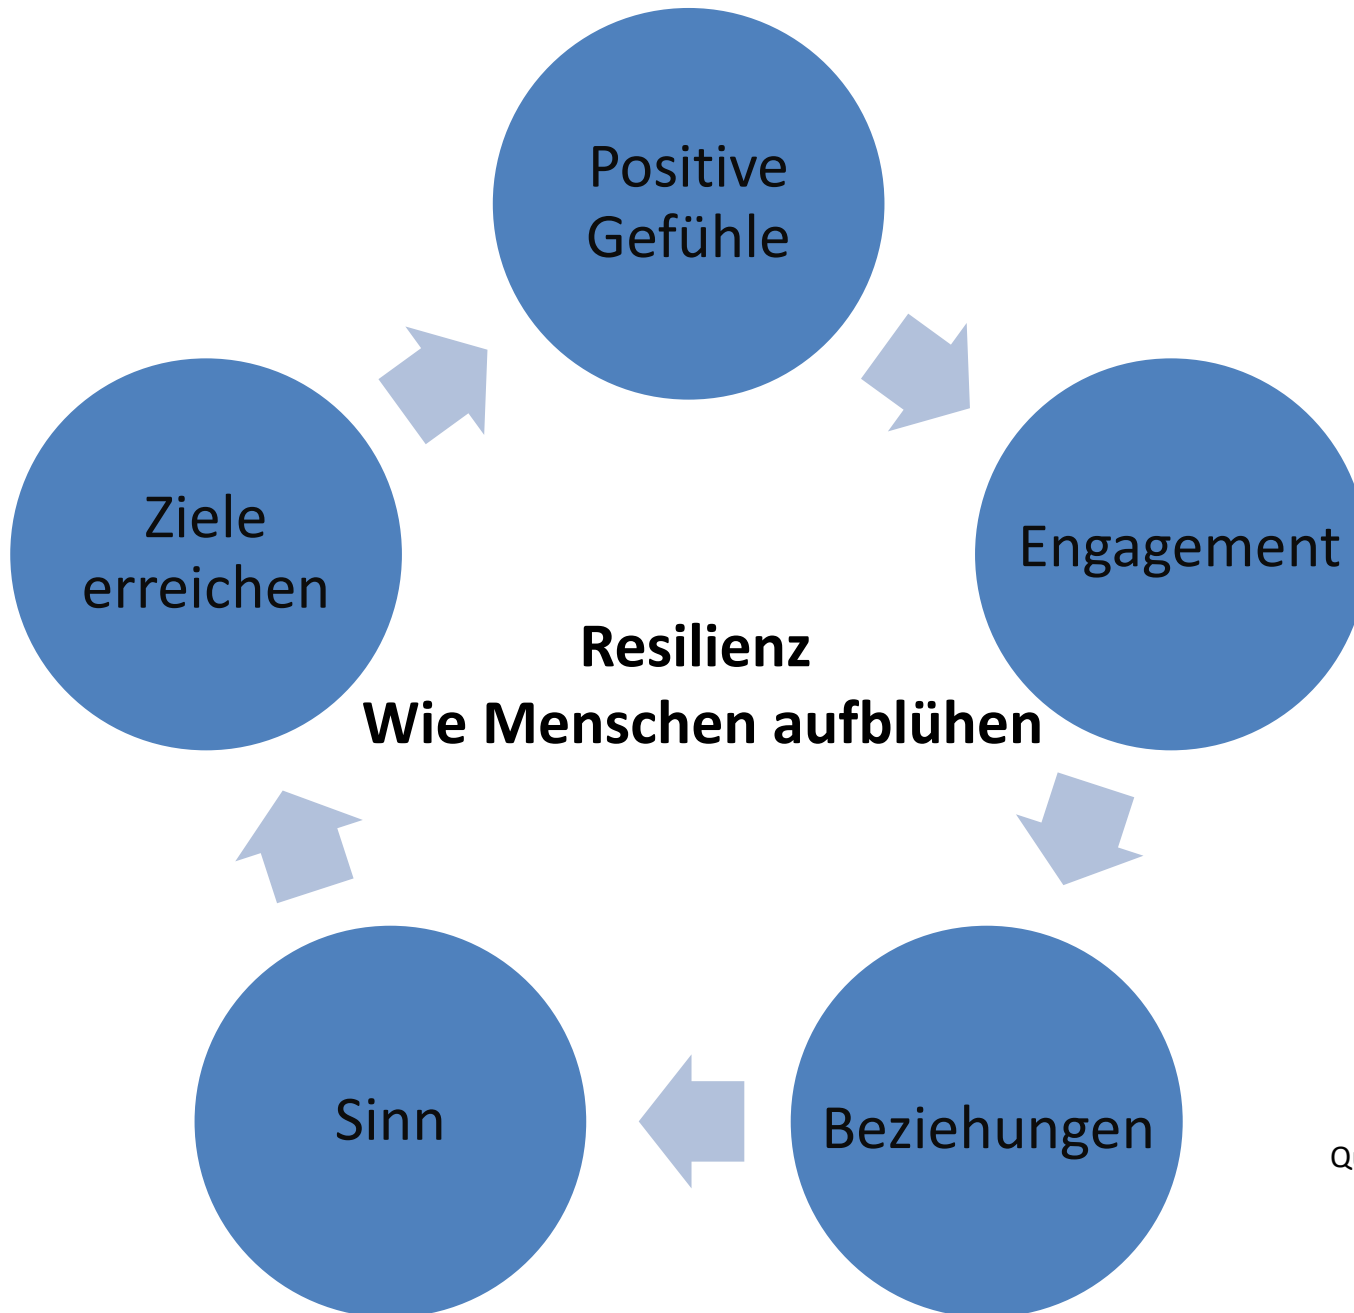 Positive
Gefühle
Engagement
Beziehungen
Sinn
Ziele
erreichen
Resilienz
Wie Menschen aufblühen